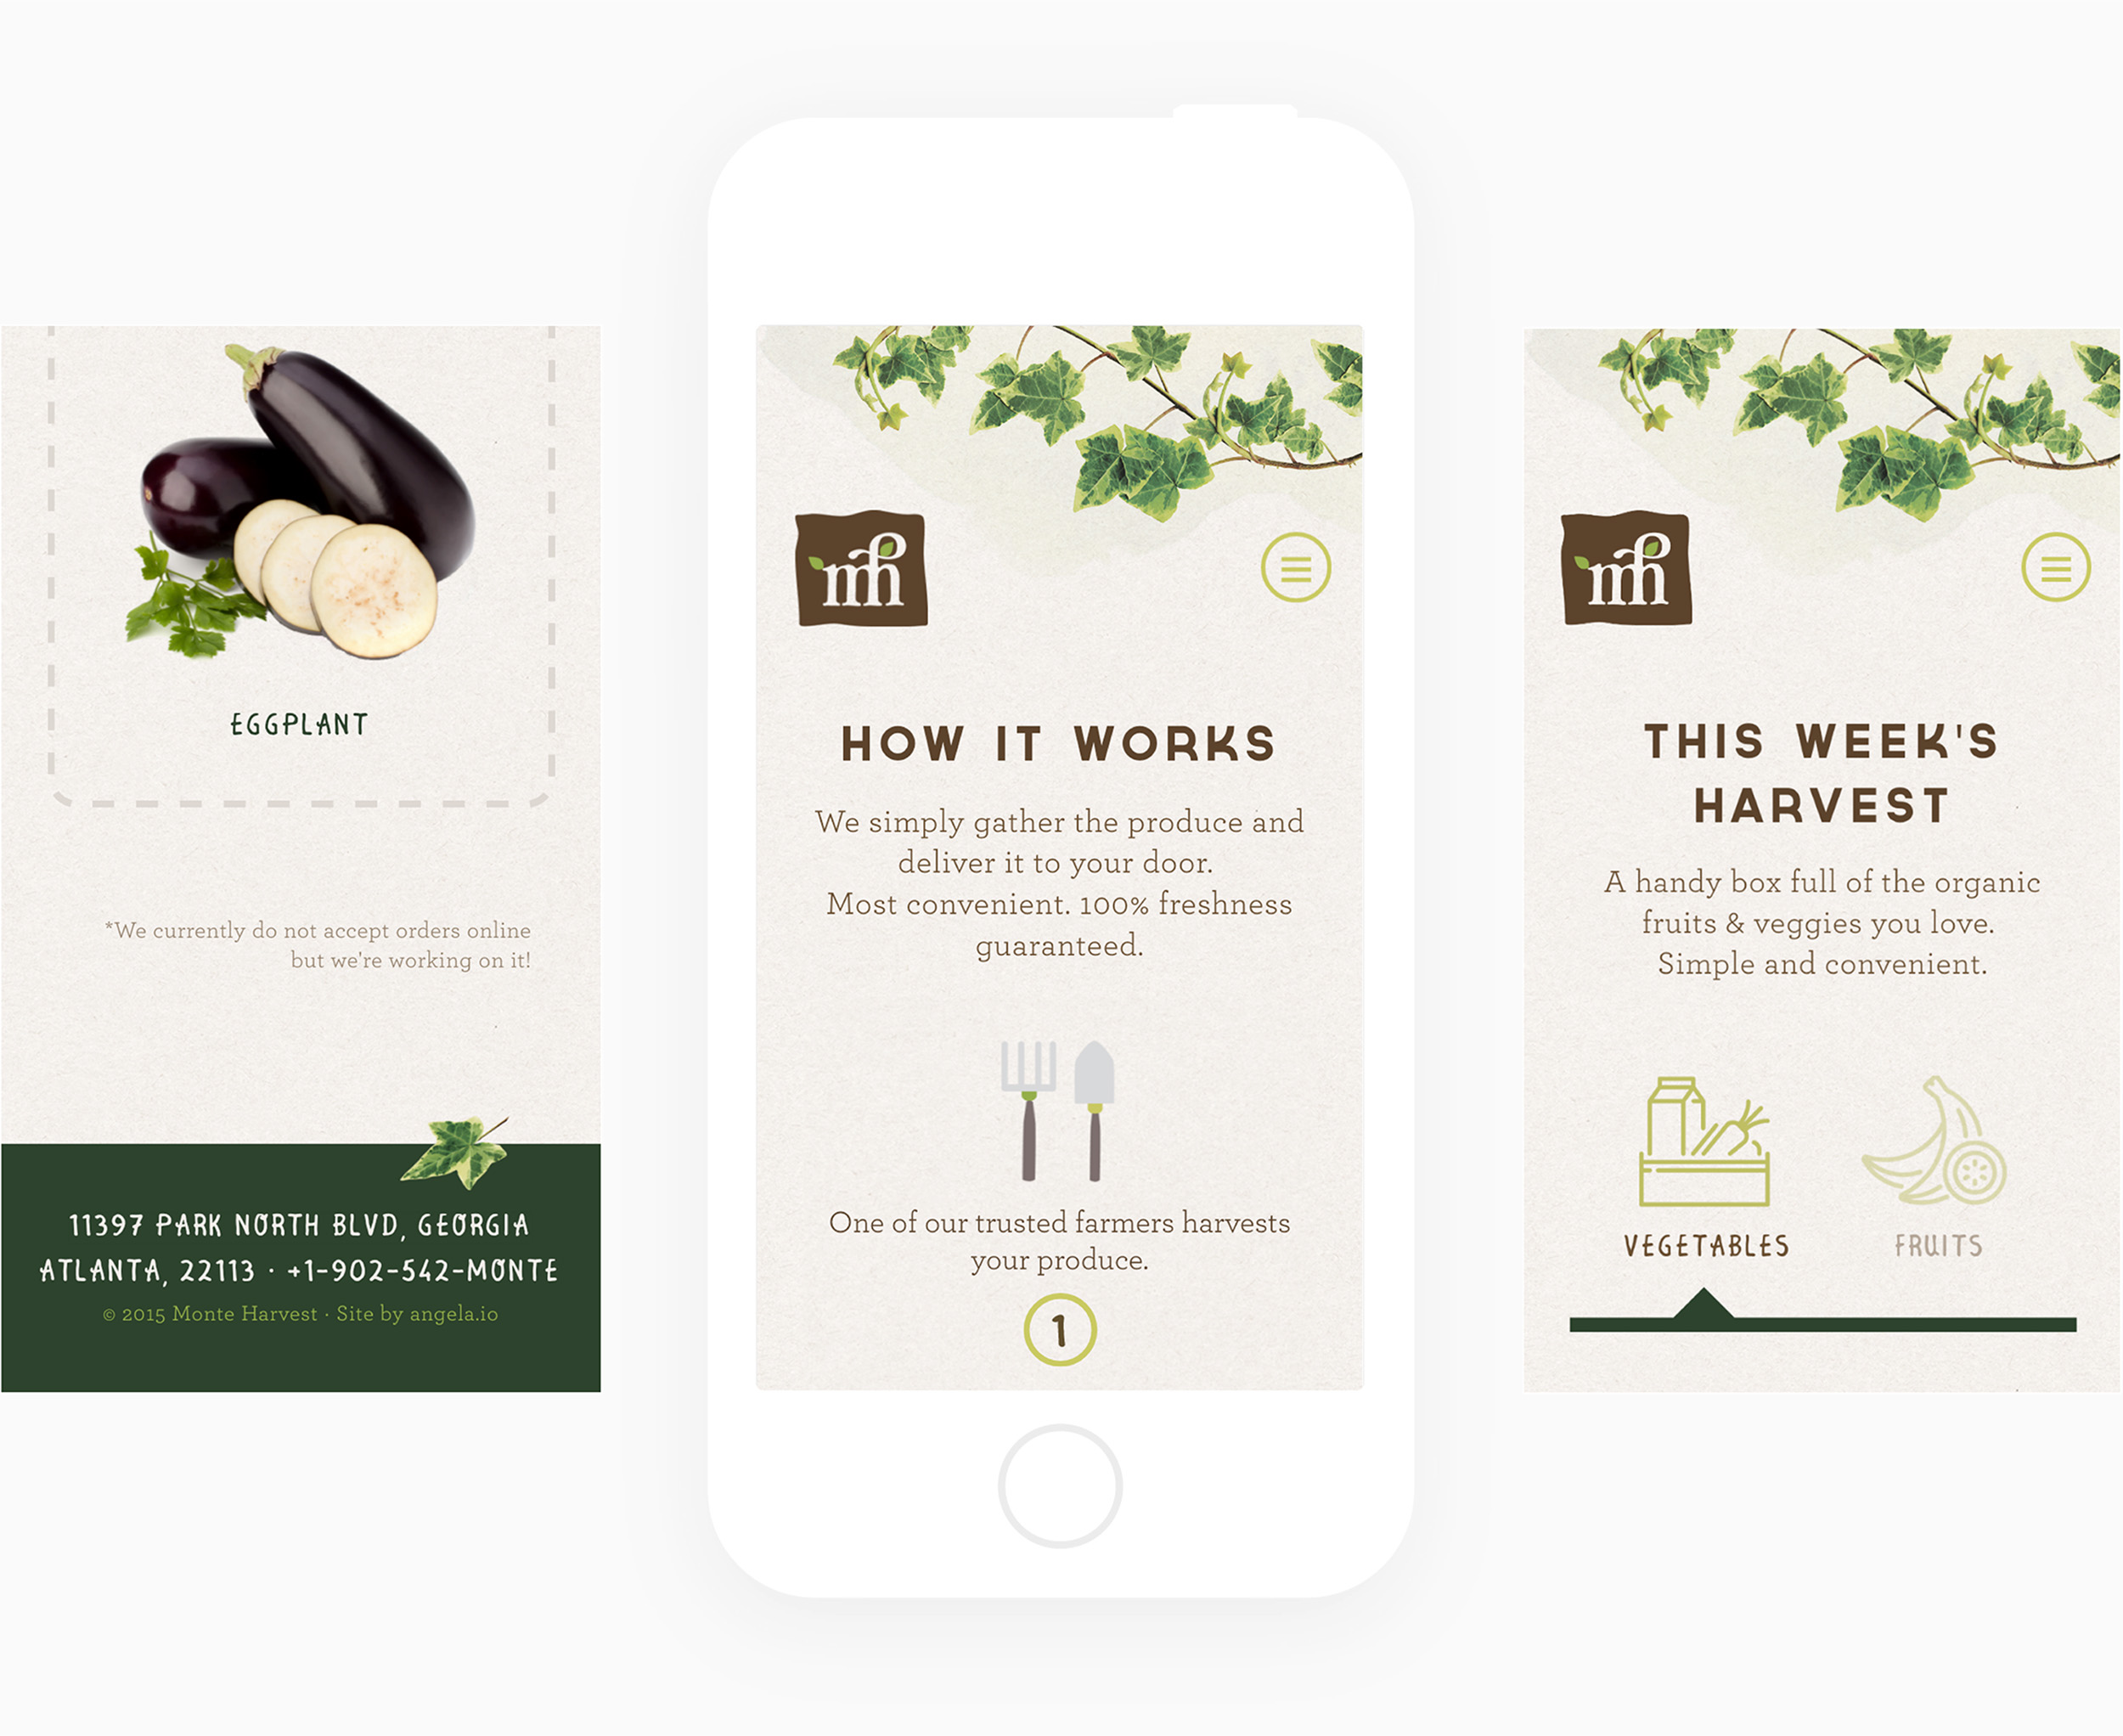 EGGPLANT
*We currently do not accept orders online
but we're working on it!
11397 PARK NORTH BLVD, GEORGIA
ATLANTA, 22113 · +1-902-542-MONTE
© 2015 Monte Harvest · Site by angela.io
mh
HOW IT WORKS
We simply gather the produce and
deliver it to your door.
Most convenient. 100% freshness
guaranteed.
One of our trusted farmers harvests
your produce.
1
mh
THIS WEEK'S
HARVEST
A handy box full of the organic
fruits & veggies you love.
Simple and convenient.
VEGETABLES
FRUITS